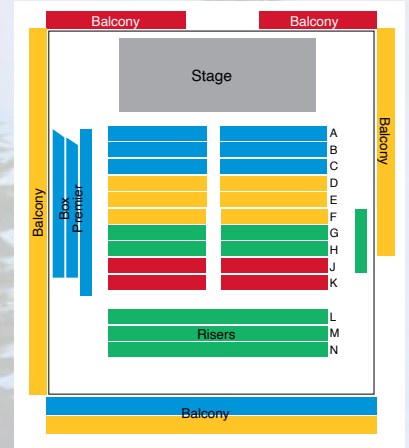 Balcony
Balcony
Stage
A
B
C
D
E
F
G
H
J
K
Balcony
Box
Premier
Balcony
L
Risers
M
N
Balcony